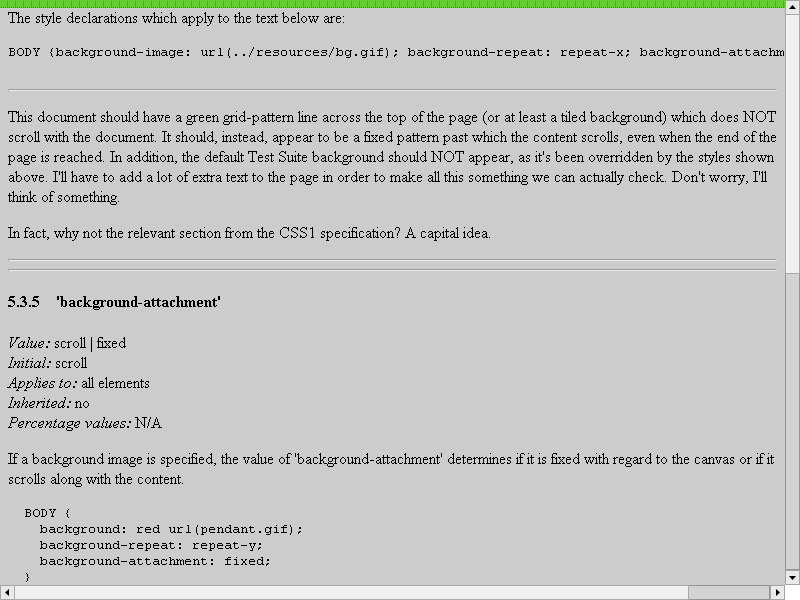 The style declarations which apply to the text below are:
BODY {background-image: url(../resources/bg.gif); background-repeat: repeat-x; background-attachm
This document should have a green grid-pattern line across the top of the page (or at least a tiled background) which does NOT
scroll with the document. It should, instead, appear to be a fixed pattern past which the content scrolls, even when the end of the
page is reached. In addition, the default Test Suite background should NOT appear, as it's been overridden by the styles shown
above. I'll have to add a lot of extra text to the page in order to make all this something we can actually check. Don't worry, I'll
think of something.
In fact, why not the relevant section from the CSS1 specification? A capital idea.
5.3.5 'background-attachment'
Value: scroll | fixed
Initial: scroll
Applies to: all elements
Inherited: no
Percentage values: N/A
If a background image is specified, the value of 'background-attachment' determines if it is fixed with regard to the canvas or if it
scrolls along with the content.
BODY {
background: red url(pendant.gif);
background-repeat: repeat-y;
background-attachment: fixed;
}